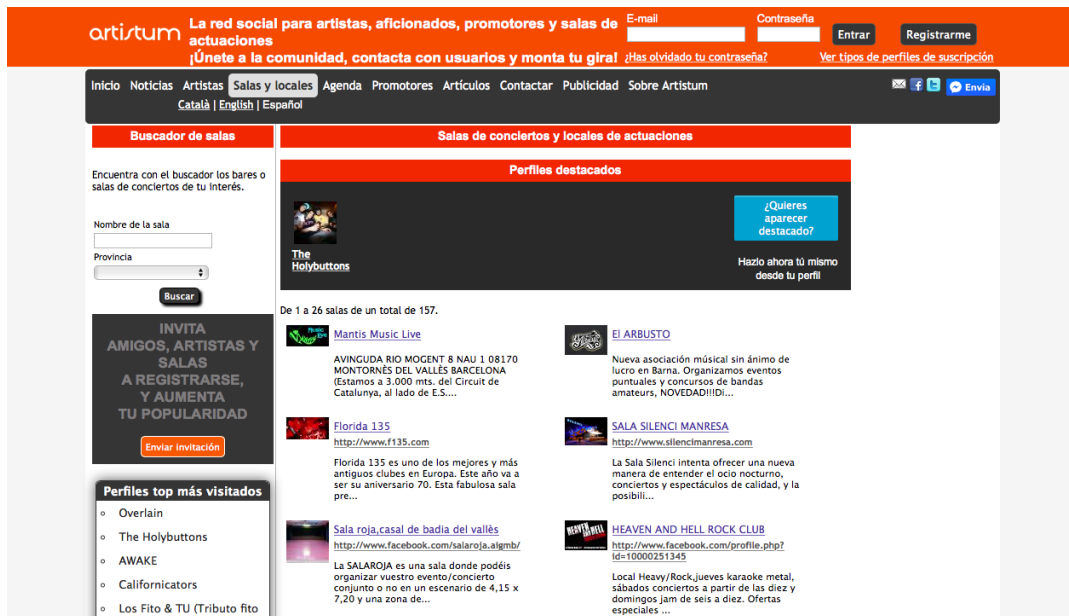 artistum
La red social para artistas, aficionados, promotores y salas de
actuaciones
¡Únete a la comunidad, contacta con usuarios y monta tu gira!
E-mail
Contraseña
Entrar
Registrarme
¿Has olvidado tu contraseña?
Ver tipos de perfiles de suscripción
Inicio Noticias Artistas Salas y locales Agenda Promotores Artículos Contactar Publicidad Sobre Artistum
Català | English | Español
Envia
Buscador de salas
Encuentra con el buscador los bares o
salas de conciertos de tu interés.
Nombre de la sala
Provincia
Buscar
INVITA
AMIGOS, ARTISTAS Y
SALAS
A REGISTRARSE,
Y AUMENTA
TU POPULARIDAD
Enviar invitación
Perfiles top más visitados
Overlain
The Holybuttons
AWAKE
Californicators
Los Fito & TU (Tributo fito
Salas de conciertos y locales de actuaciones
Perfiles destacados
The
Holybuttons
¿Quieres
aparecer
destacado?
Hazlo ahora tú mismo
desde tu perfil
De 1 a 26 salas de un total de 157.
Mantis Music Live
AVINGUDA RIO MOGENT 8 NAU 1 08170
MONTORNÈS DEL VALLÈS BARCELONA
(Estamos a 3.000 mts. del Circuit de
Catalunya, al lado de E.S....
El ARBUSTO
Nueva asociación músical sin ánimo de
lucro en Barna. Organizamos eventos
puntuales y concursos de bandas
amateurs, NOVEDAD!!!Di...
Florida 135
http://www.f135.com
Florida 135 es uno de los mejores y más
antiguos clubes en Europa. Este año va a
ser su aniversario 70. Esta fabulosa sala
pre...
SALA SILENCI MANRESA
http://www.silencimanresa.com
La Sala Silenci intenta ofrecer una nueva
manera de entender el ocio nocturno,
conciertos y espectáculos de calidad, y la
posibili...
Sala roja,casal de badia del vallès
http://www.facebook.com/salaroja.aigmb/
La SALAROJA es una sala donde podéis
organizar vuestro evento/concierto
conjunto o no en un escenario de 4,15 x
7,20 y una zona de...
HEAVEN AND HELL ROCK CLUB
http://www.facebook.com/profile.php?
id=10000251345
Local Heavy/Rock,jueves karaoke metal,
sábados conciertos a partir de las diez y
domingos jam de seis a diez. Ofertas
especiales ...